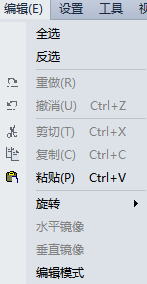 编辑(E) 设置 工具
全选
反选
重做(R)
撤消(U) Ctrl+Z
剪切(T) Ctrl+X
复制(C) Ctrl+C
粘贴(P) Ctrl+V
旋转
水平镜像
垂直镜像
编辑模式